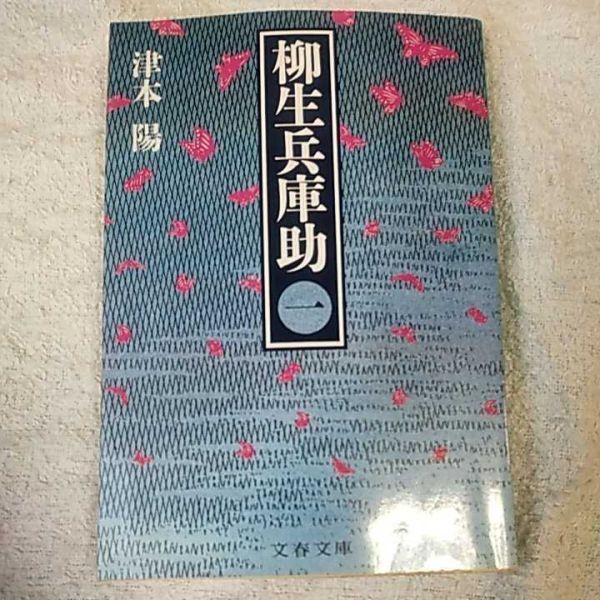 柳生兵庫助
一
津本 陽
文春文庫